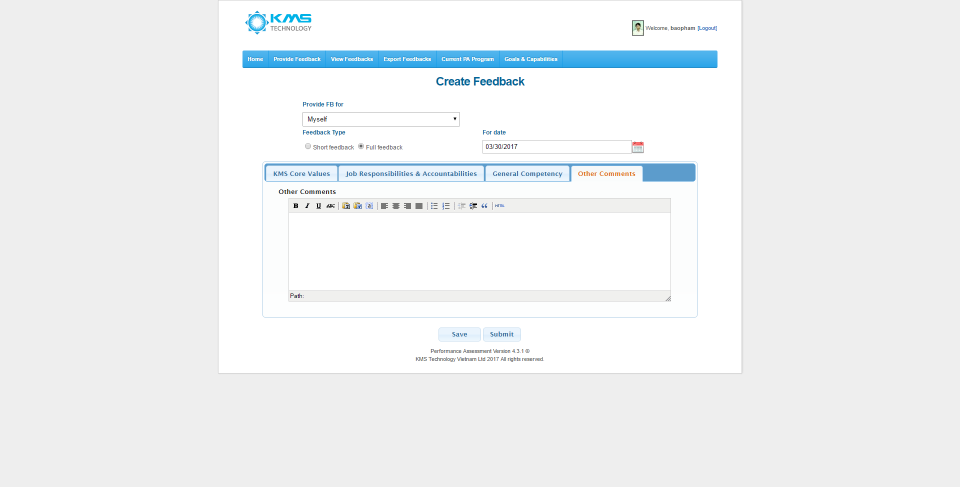 KMS
TECHNOLOGY
Welcome, baopham [Logout]
Home Provide Feedback View Feedbacks Export Feedbacks Current PA Program Goals & Capabilities
Create Feedback
Provide FB for
Myself
Feedback Type For date
Short feedback Full feedback 03/30/2017
KMS Core Values Job Responsibilities & Accountabilities General Competency Other Comments
Other Comments
B I U ABC HTML
Path:
Save Submit
Performance Assessment Version 4.3.1 ®
KMS Technology Vietnam Ltd 2017 All rights reserved.